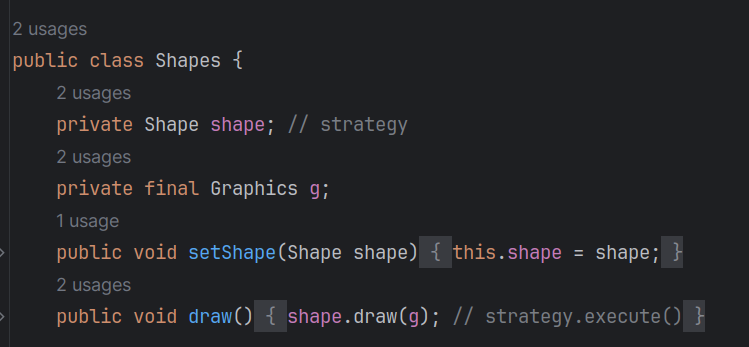 2 usages
public class Shapes {
2 usages
private Shape shape; // strategy
2 usages
private final Graphics g;
1 usage
public void setShape(Shape shape) { this.shape = shape; }
2 usages
public void draw() { shape.draw(g); // strategy.execute() }